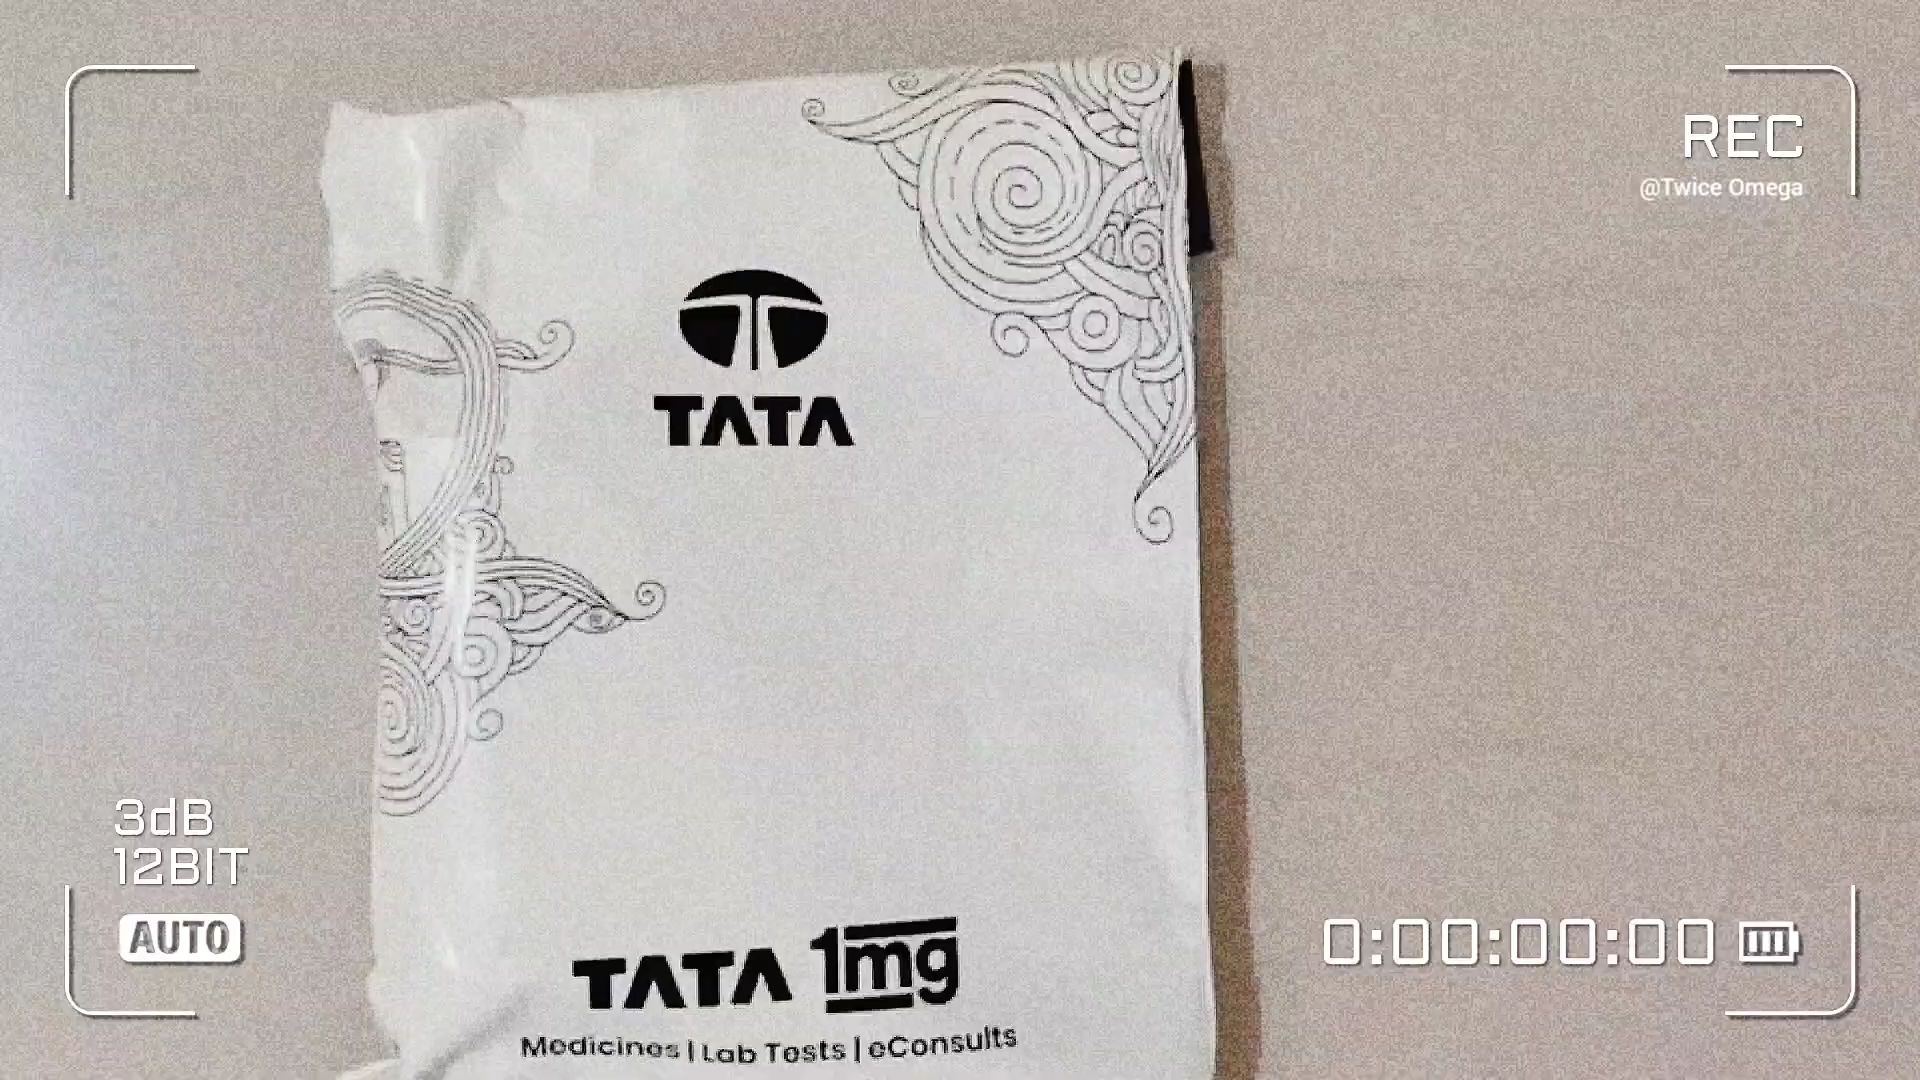 REC
@Twice Omega
TATA
3dB
12BIT
AUTO
TATA 1mg
Medicines | Lab Tests | eConsults
0:00:00:00